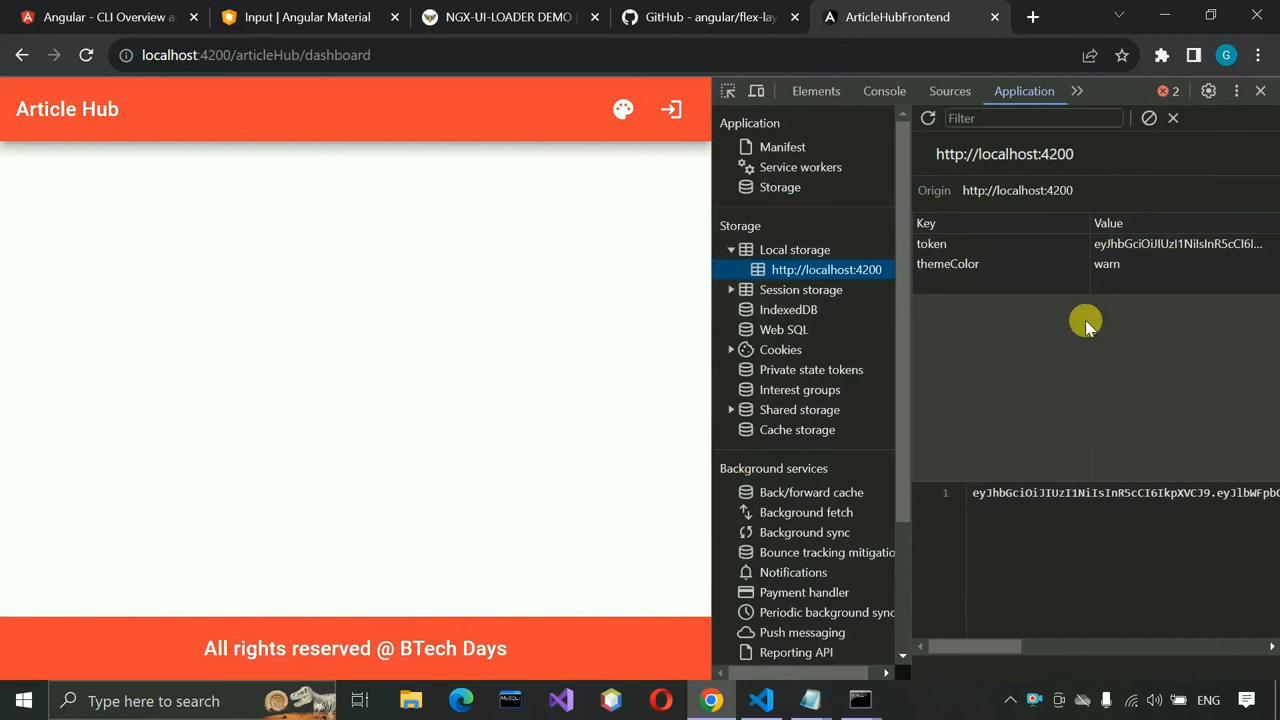 Angular - CLI Overview a
Input | Angular Material
NGX-UI-LOADER DEMO
GitHub - angular/flex-lay
ArticleHubFrontend
localhost:4200/articleHub/dashboard
G
Article Hub
All rights reserved @ BTech Days
Elements
Console
Sources
Application
2
Application
Manifest
Service workers
Storage
Storage
Local storage
http://localhost:4200
Session storage
IndexedDB
Web SQL
Cookies
Private state tokens
Interest groups
Shared storage
Cache storage
Background services
Back/forward cache
Background fetch
Background sync
Bounce tracking mitigatio
Notifications
Payment handler
Periodic background sync
Push messaging
Reporting API
Filter
http://localhost:4200
Origin http://localhost:4200
Key Value
token eyJhbGciOiJIUzI1NiIsInR5cCI6I...
themeColor warn
1 eyJhbGciOiJIUzI1NiIsInR5cCI6IkpXVCJ9.eyJlbWFpbC
Type here to search
ENG